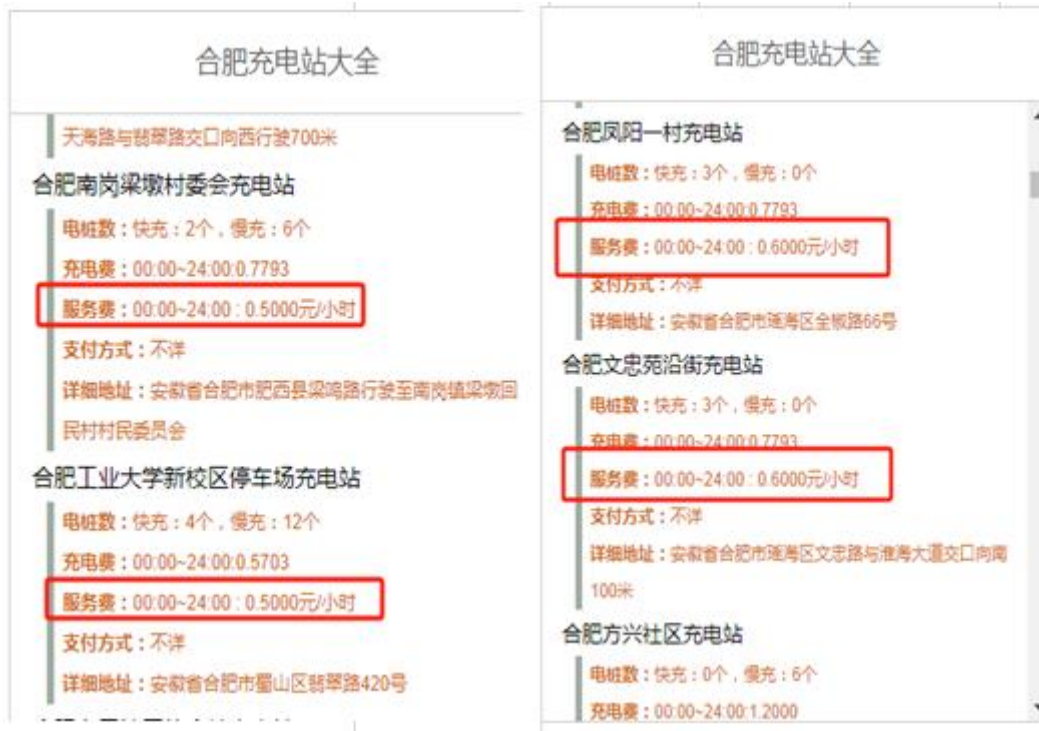 合肥充电站大全
天海路与翡翠路交口向西行驶700米
合肥南岗梁墩村委会充电站
电桩数：快充：2个，慢充：6个
充电费：00:00~24:00:0.7793
服务费：00:00~24:00：0.5000元/小时
支付方式：不详
详细地址：安徽省合肥市肥西县梁鸣路行驶至南岗镇梁墩回
民村村民委员会
合肥工业大学新校区停车场充电站
电桩数：快充：4个，慢充：12个
充电费：00:00~24:00:0.5703
服务费：00:00~24:00：0.5000元/小时
支付方式：不详
详细地址：安徽省合肥市蜀山区翡翠路420号
合肥充电站大全
合肥凤阳一村充电站
电桩数：快充：3个，慢充：0个
充电费：00:00~24:00:0.7793
服务费：00:00~24:00：0.6000元/小时
支付方式：不详
详细地址：安徽省合肥市瑶海区全椒路66号
合肥文忠苑沿街充电站
电桩数：快充：3个，慢充：0个
充电费：00:00~24:00:0.7793
服务费：00:00~24:00：0.6000元/小时
支付方式：不详
详细地址：安徽省合肥市瑶海区文忠路与淮海大道交口向南
100米
合肥方兴社区充电站
电桩数：快充：0个，慢充：6个
充电费：00:00~24:00:1.2000